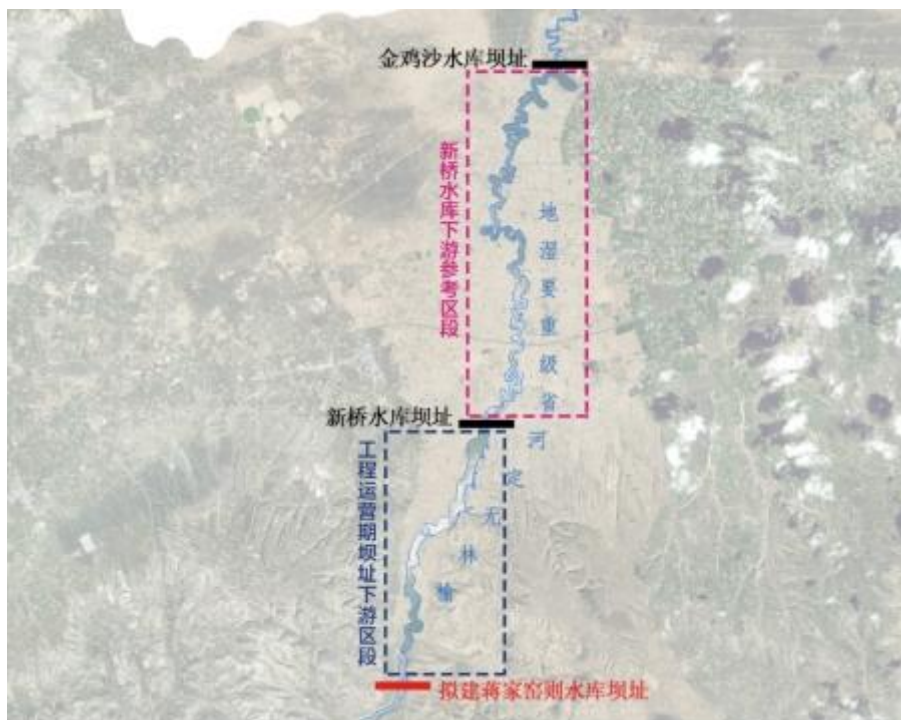 金鸡沙水库坝址
新桥水库下游参考区段
地湿要重级省河定无林榆
新桥水库坝址
工程运营期坝址下游区段
拟建蒋家窑则水库坝址